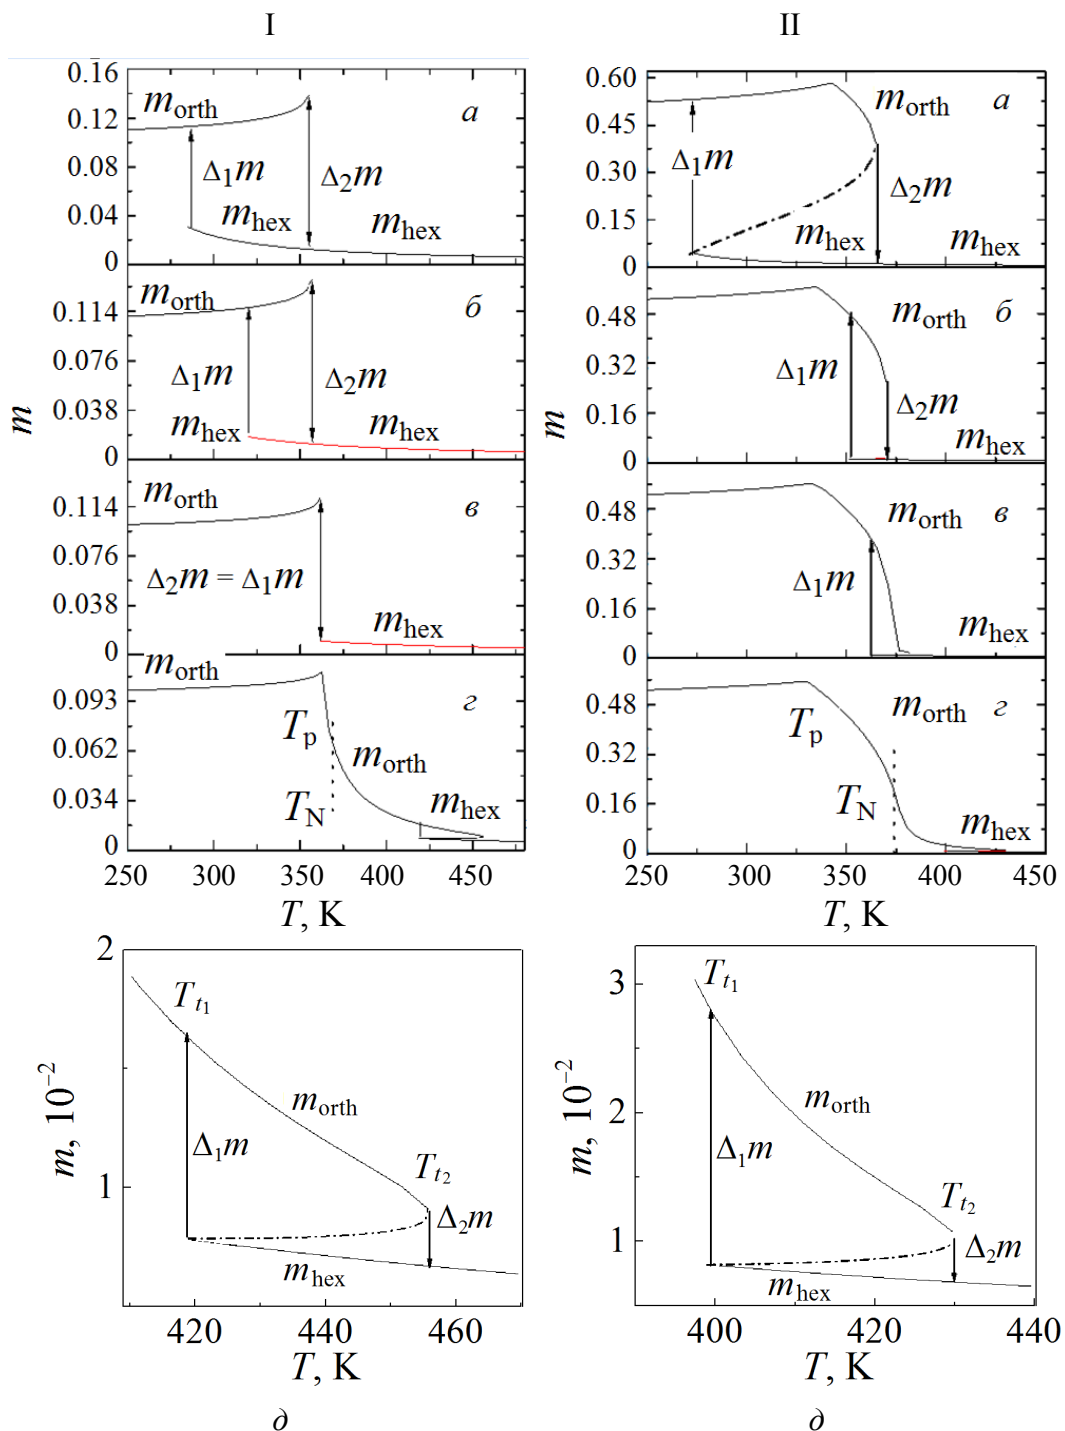 I II
m
0.16
0.12
0.08
0.04
0
m_orth
а
Δ₁m
Δ₂m
m_hex
m_hex
0.114
0.076
0.038
0
m_orth
б
Δ₁m
Δ₂m
m_hex
m_hex
0.114
0.076
0.038
0
m_orth
в
Δ₂m = Δ₁m
m_hex
0.093
0.062
0.034
0
m_orth
г
T_p
m_orth
T_N
m_hex
250 300 350 400 450
T, K
m
0.60
0.45
0.30
0.15
0
m_orth
а
Δ₁m
Δ₂m
m_hex
m_hex
0.48
0.32
0.16
0
m_orth
б
Δ₁m
Δ₂m
m_hex
0.48
0.32
0.16
0
m_orth
в
Δ₁m
m_hex
0.48
0.32
0.16
0
T_p
m_orth
г
T_N
m_hex
250 300 350 400 450
T, K
m, 10⁻²
2
1
T_t₁
m_orth
Δ₁m
T_t₂
Δ₂m
m_hex
420 440 460
T, K
д
m, 10⁻²
3
2
1
T_t₁
m_orth
Δ₁m
T_t₂
Δ₂m
m_hex
400 420 440
T, K
д